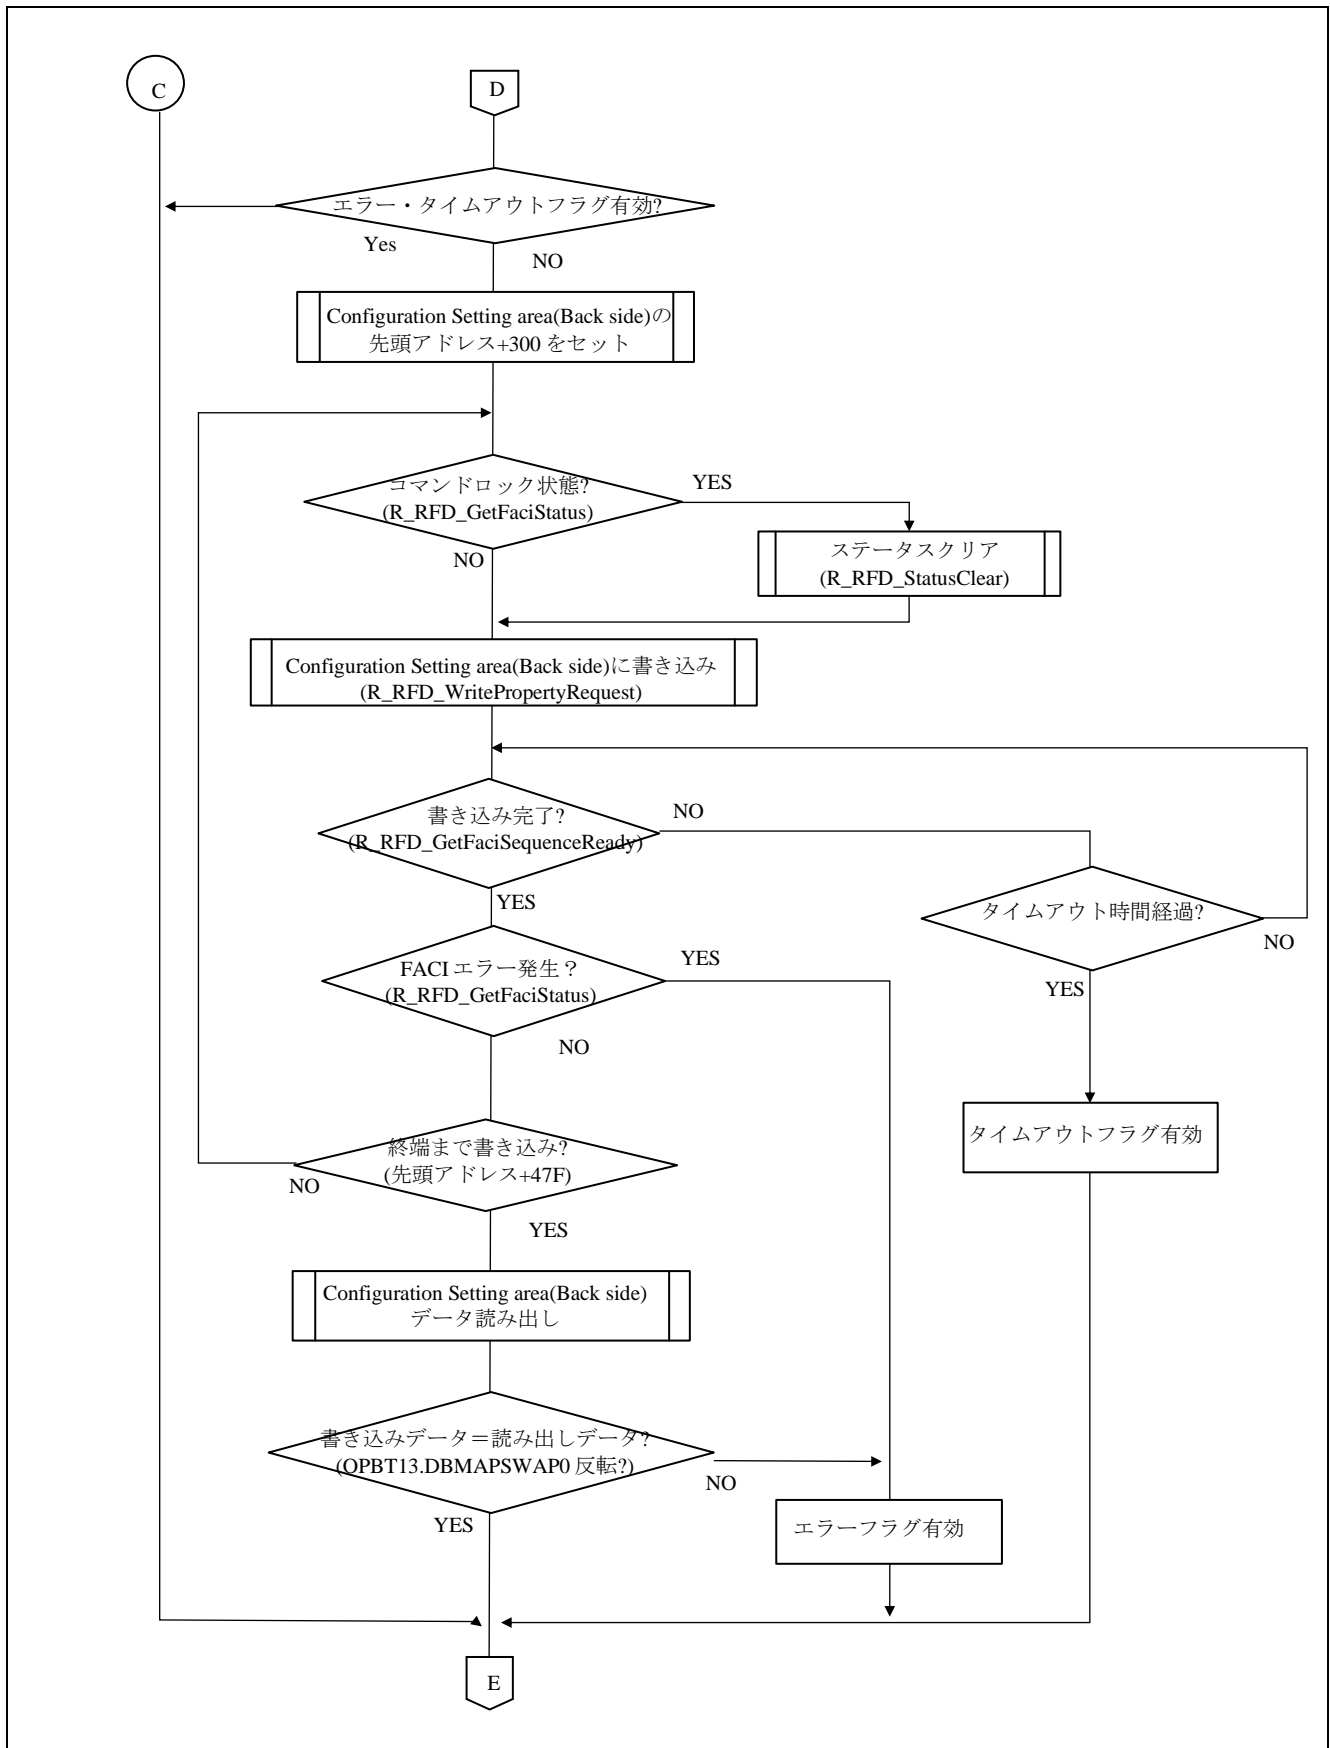 C
D
エラー・タイムアウトフラグ有効?
Yes
NO
Configuration Setting area(Back side)の
先頭アドレス+300 をセット
コマンドロック状態?
(R_RFD_GetFaciStatus)
YES
NO
ステータスクリア
(R_RFD_StatusClear)
Configuration Setting area(Back side)に書き込み
(R_RFD_WritePropertyRequest)
書き込み完了?
(R_RFD_GetFaciSequenceReady)
NO
YES
タイムアウト時間経過?
NO
YES
FACI エラー発生？
(R_RFD_GetFaciStatus)
YES
NO
タイムアウトフラグ有効
終端まで書き込み?
(先頭アドレス+47F)
NO
YES
Configuration Setting area(Back side)
データ読み出し
書き込みデータ＝読み出しデータ?
(OPBT13.DBMAPSWAP0 反転?)
NO
YES
エラーフラグ有効
E